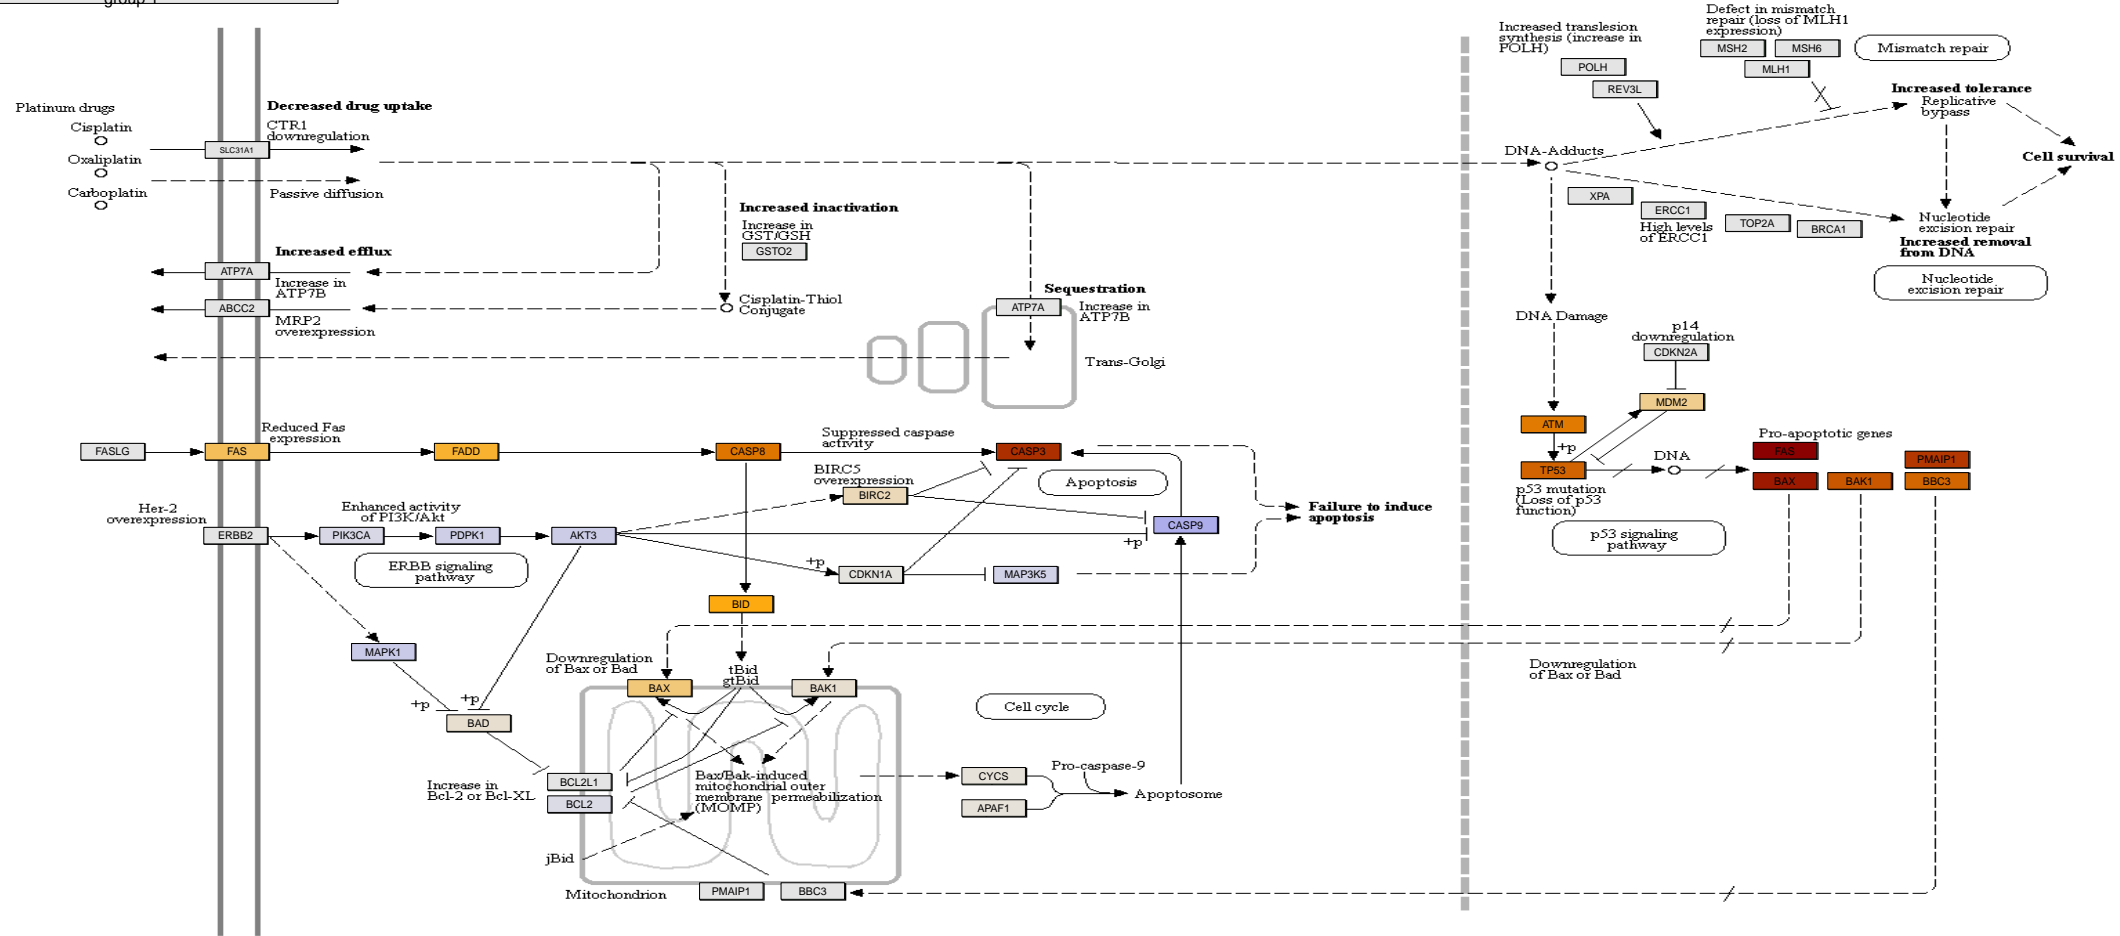 group 1
Platinum drugs
Cisplatin
Oxaliplatin
Carboplatin
Decreased drug uptake
CTR1
downregulation
SLC31A1
Passive diffusion
Increased efflux
ATP7A
Increase in
ATP7B
ABCC2
MRP2
overexpression
Increased inactivation
Increase in
GST/GSH
GSTO2
Cisplatin-Thiol
Conjugate
Sequestration
ATP7A
Increase in
ATP7B
Trans-Golgi
Increased translesion
synthesis (increase in
POLH)
POLH
REV3L
Defect in mismatch
repair (loss of MLH1
expression)
MSH2
MSH6
MLH1
Mismatch repair
Increased tolerance
Replicative
bypass
Cell survival
DNA-Adducts
XPA
ERCC1
High levels
of ERCC1
TOP2A
BRCA1
Nucleotide
excision repair
Increased removal
from DNA
Nucleotide
excision repair
DNA Damage
p14
downregulation
CDKN2A
MDM2
ATM
+p
TP53
p53 mutation
(Loss of p53
function)
DNA
Pro-apoptotic genes
FAS
PMAIP1
BAX
BAK1
BBC3
p53 signaling
pathway
FASLG
FAS
Reduced Fas
expression
FADD
CASP8
Suppressed caspase
activity
CASP3
BIRC5
overexpression
BIRC2
Apoptosis
Failure to induce
apoptosis
Her-2
overexpression
ERBB2
Enhanced activity
of PI3K/Akt
PIK3CA
PDPK1
AKT3
CASP9
+p
ERBB signaling
pathway
+p
CDKN1A
MAP3K5
BID
MAPK1
Downregulation
of Bax or Bad
tBid
gtBid
BAX
BAK1
Downregulation
of Bax or Bad
+p
+p
BAD
Cell cycle
Increase in
Bcl-2 or Bcl-XL
BCL2L1
BCL2
Bax/Bak-induced
mitochondrial outer
membrane permeabilization
(MOMP)
CYCS
APAF1
Pro-caspase-9
Apoptosome
jBid
Mitochondrion
PMAIP1
BBC3